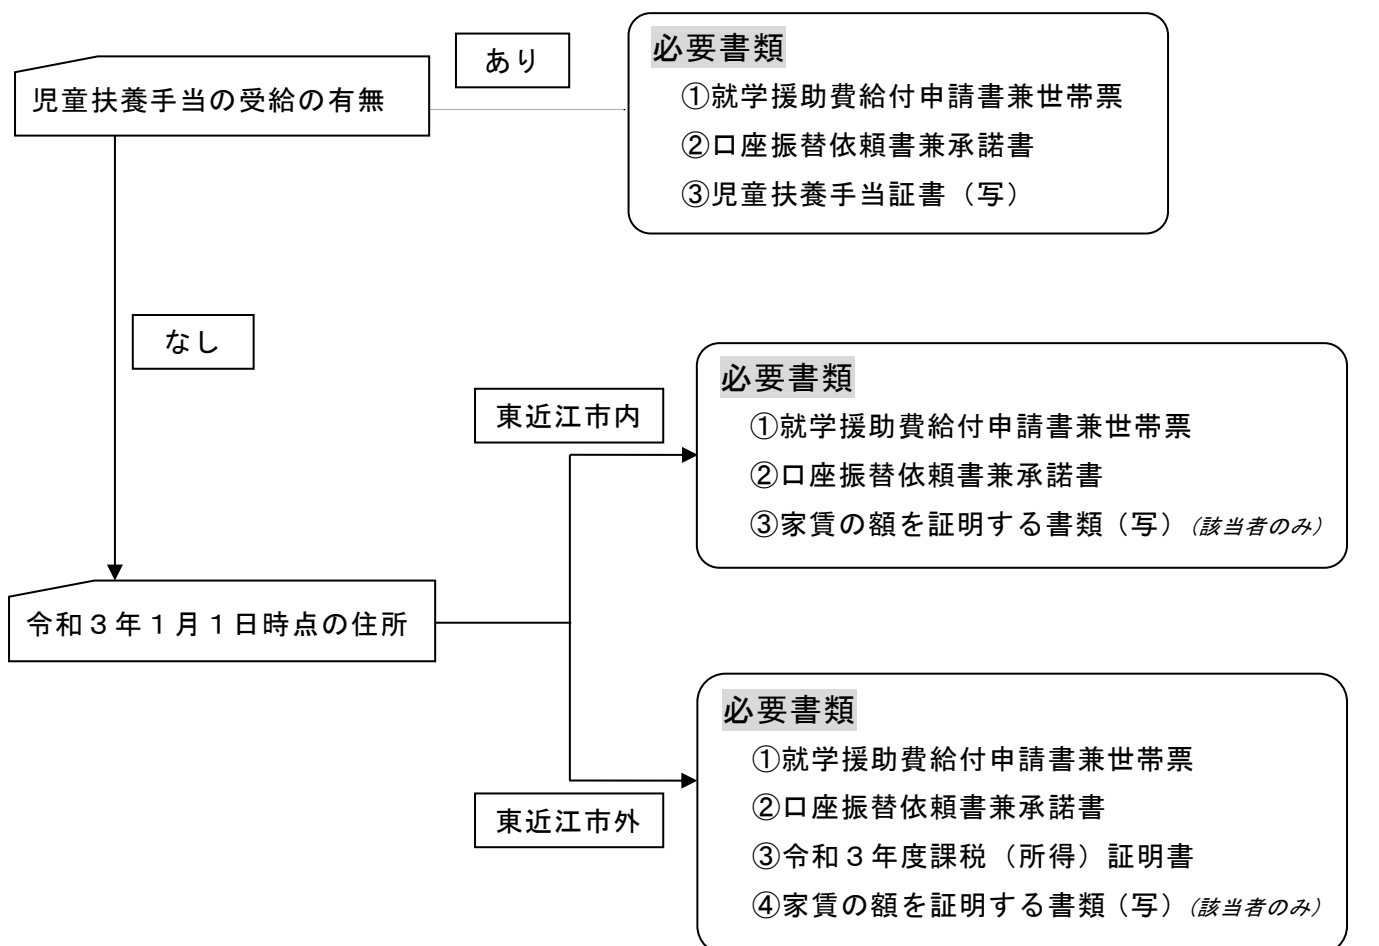 児童扶養手当の受給の有無
あり
必要書類
①就学援助費給付申請書兼世帯票
②口座振替依頼書兼承諾書
③児童扶養手当証書（写）
なし
東近江市内
必要書類
①就学援助費給付申請書兼世帯票
②口座振替依頼書兼承諾書
③家賃の額を証明する書類（写）（該当者のみ）
令和３年１月１日時点の住所
東近江市外
必要書類
①就学援助費給付申請書兼世帯票
②口座振替依頼書兼承諾書
③令和３年度課税（所得）証明書
④家賃の額を証明する書類（写）（該当者のみ）